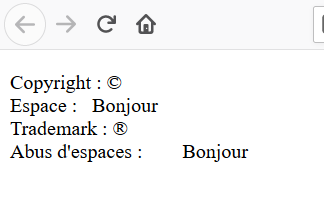 Copyright : ©
Espace :   Bonjour
Trademark : ®
Abus d'espaces :        Bonjour